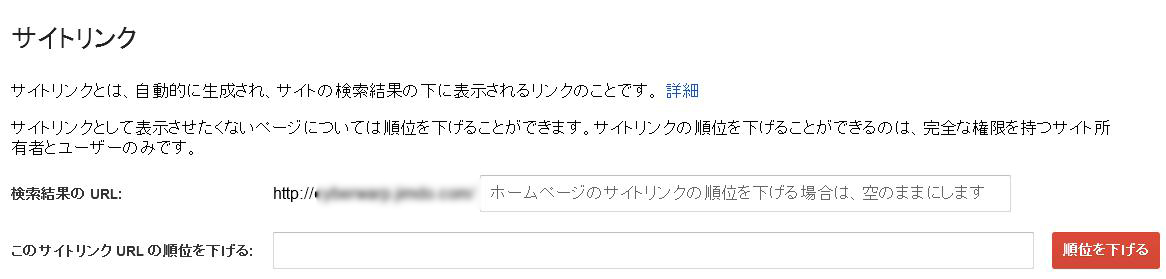 サイトリンク
サイトリンクとは、自動的に生成され、サイトの検索結果の下に表示されるリンクのことです。 詳細
サイトリンクとして表示させたくないページについては順位を下げることができます。サイトリンクの順位を下げることができるのは、完全な権限を持つサイト所
有者とユーザーのみです。
検索結果の URL: http:// ホームページのサイトリンクの順位を下げる場合は、空のままにします
このサイトリンク URL の順位を下げる: 順位を下げる